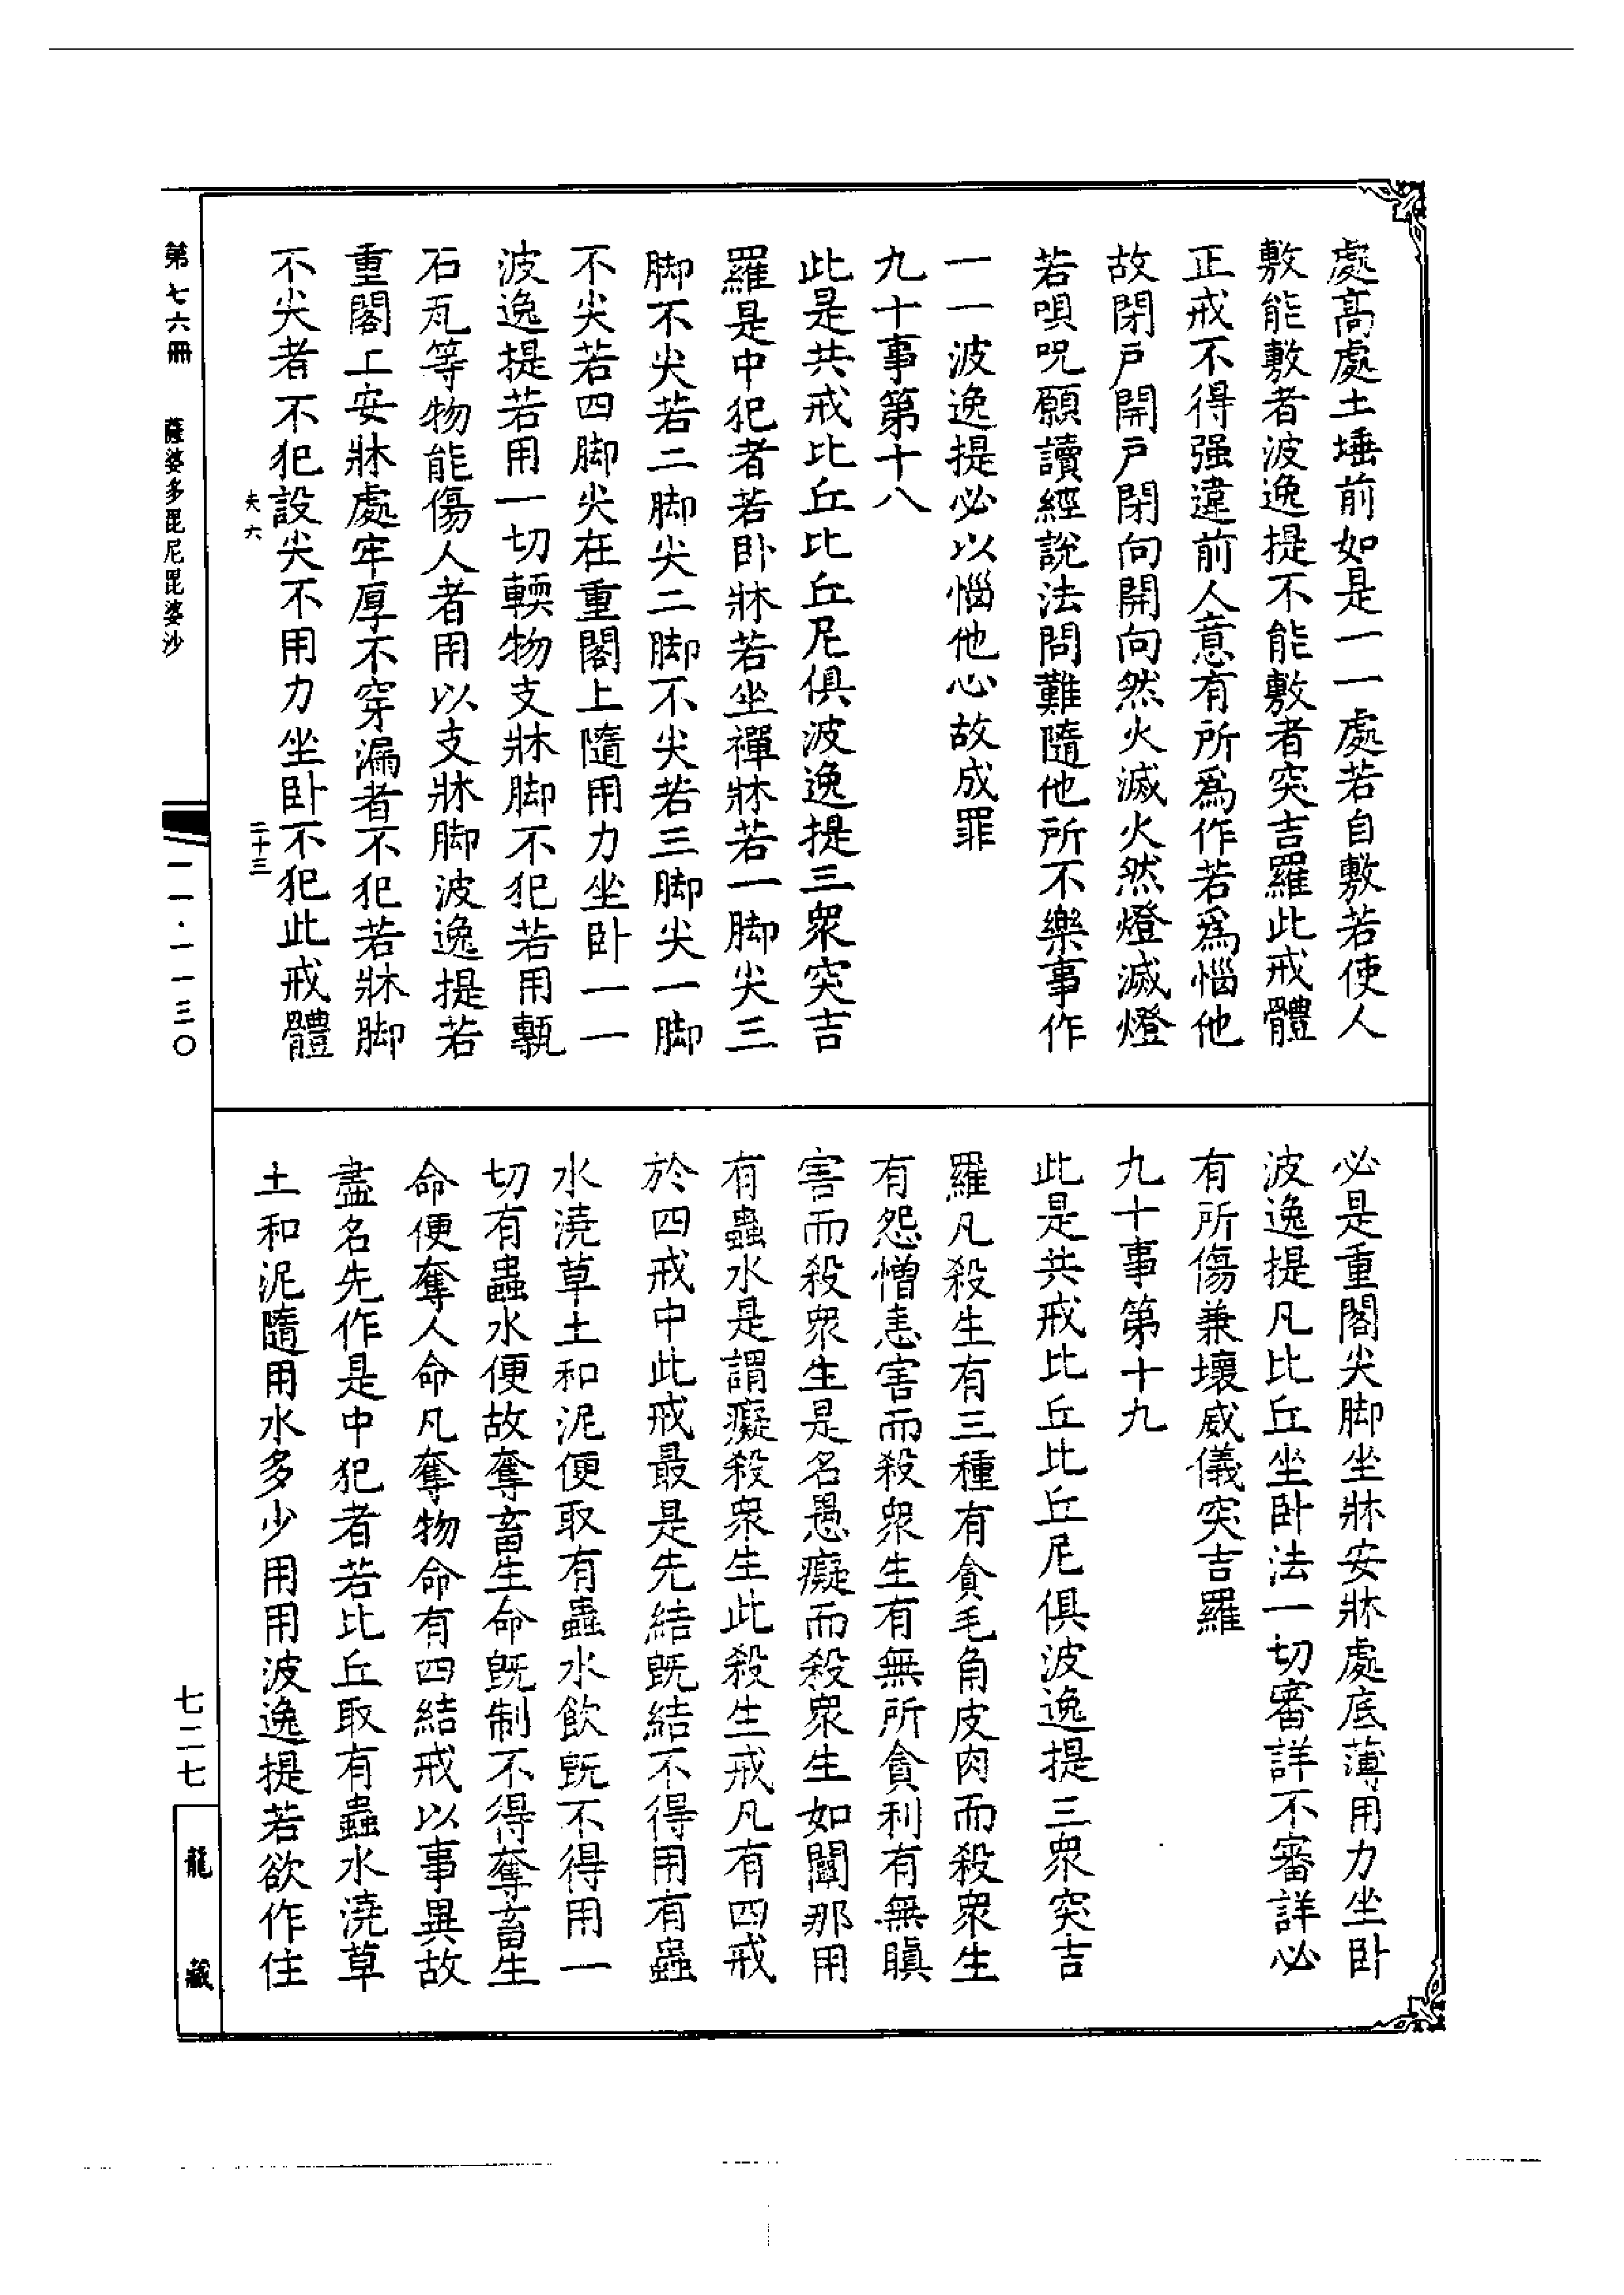 處高處土埵前如是一一處若自敷若使人
敷能敷者波逸提不能敷者突吉羅此戒體
正戒不得强違前人意有所爲作若爲惱他
故閉戸開戸閉向開向然火滅火然燈滅燈
若唄呪願讀經說法問難隨他所不樂事作
一一波逸提必以惱他心故成罪
九十事第十八
此是共戒比丘比丘尼俱波逸提三衆突吉
羅是中犯者若卧牀若坐禪牀若一脚尖三
脚不尖若二脚尖二脚不尖若三脚尖一脚
不尖若四脚尖在重閣上隨用力坐卧一一
波逸提若用一切輭物支牀脚不犯若用甎
石瓦等物能傷人者用以支牀脚波逸提若
重閣上安牀處牢厚不穿漏者不犯若牀脚
不尖者不犯設尖不用力坐卧不犯此戒體
夫六 二十三
必是重閣尖脚坐牀安牀處底薄用力坐卧
波逸提凡比丘坐卧法一切審詳不審詳必
有所傷兼壞威儀突吉羅
九十事第十九
此是共戒比丘比丘尼俱波逸提三衆突吉
羅凡殺生有三種有貪毛角皮肉而殺衆生
有怨憎恚害而殺衆生有無所貪利有無瞋
害而殺衆生是名愚癡而殺衆生如闡那用
有蟲水是謂癡殺衆生此殺生戒凡有四戒
於四戒中此戒最是先結旣結不得用有蟲
水澆草土和泥便取有蟲水飲旣不得用一
切有蟲水便故奪畜生命旣制不得奪畜生
命便奪人命凡奪物命有四結戒以事異故
盡名先作是中犯者若比丘取有蟲水澆草
土和泥隨用水多少用用波逸提若欲作住
第七六冊 薩婆多毘尼毘婆沙 一一·一一三〇
七二七 龍藏